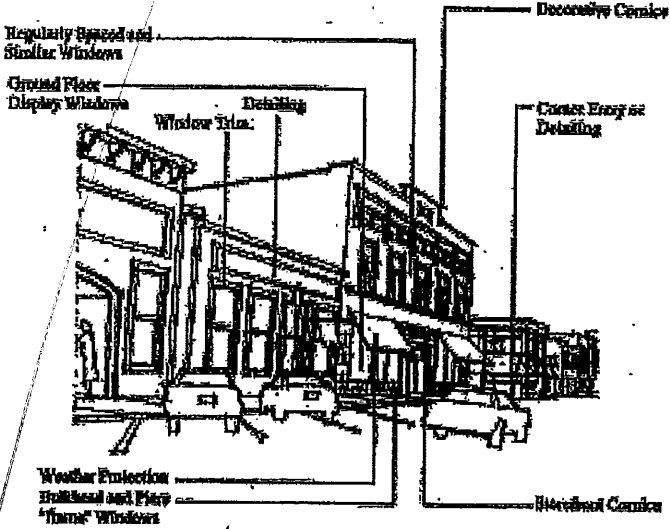 Decorative Cornice
Regularly Spaced and
Similar Windows
Ground Floor
Display Windows
Detailing
Window Trim
Corner Entry or
Detailing
Weather Protection
Bulkhead and Piers
"frame" Windows
Storefront Cornice